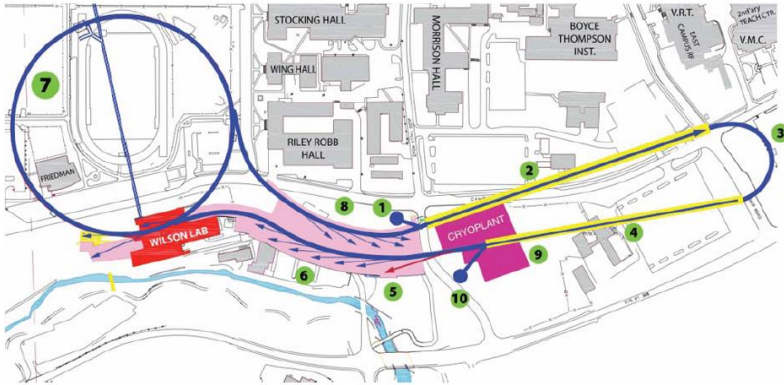 STOCKING HALL
MORRISON HALL
BOYCE
THOMPSON
INST.
V.R.T.
EAST
CAMPUS RF
2nd yry
TEACH CTR.
V.M.C.
7
WING HALL
RILEY ROBB
HALL
FRIEDMAN
8
1
2
3
CRYOPLANT
WILSON LAB
4
6
5
9
10